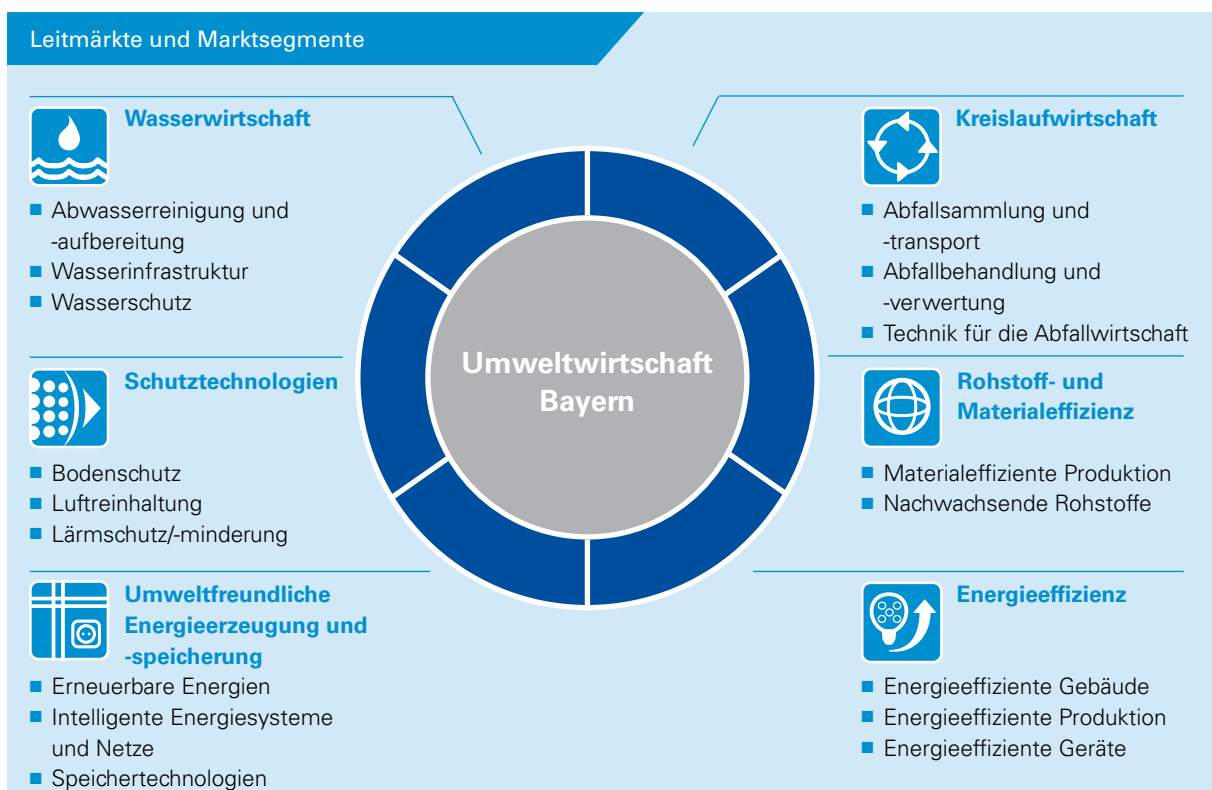 Leitmärkte und Marktsegmente
Wasserwirtschaft
Abwasserreinigung und
-aufbereitung
Wasserinfrastruktur
Wasserschutz
Schutztechnologien
Bodenschutz
Luftreinhaltung
Lärmschutz/-minderung
Umweltfreundliche
Energieerzeugung und
-speicherung
Erneuerbare Energien
Intelligente Energiesysteme
und Netze
Speichertechnologien
Umweltwirtschaft
Bayern
Kreislaufwirtschaft
Abfallsammlung und
-transport
Abfallbehandlung und
-verwertung
Technik für die Abfallwirtschaft
Rohstoff- und
Materialeffizienz
Materialeffiziente Produktion
Nachwachsende Rohstoffe
Energieeffizienz
Energieeffiziente Gebäude
Energieeffiziente Produktion
Energieeffiziente Geräte